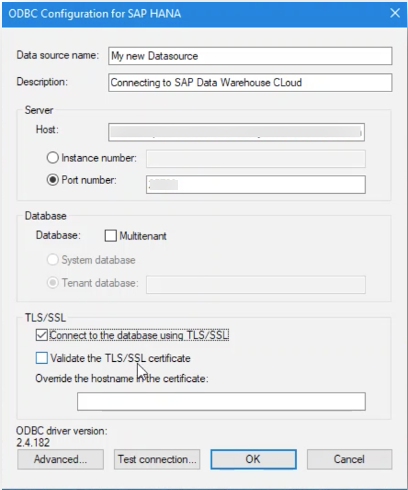 ODBC Configuration for SAP HANA
Data source name: My new Datasource
Description: Connecting to SAP Data Warehouse CLoud
Server
Host:
Instance number:
Port number:
Database
Database: Multitenant
System database
Tenant database:
TLS/SSL
Connect to the database using TLS/SSL
Validate the TLS/SSL certificate
Override the hostname in the certificate:
ODBC driver version:
2.4.182
Advanced... Test connection... OK Cancel